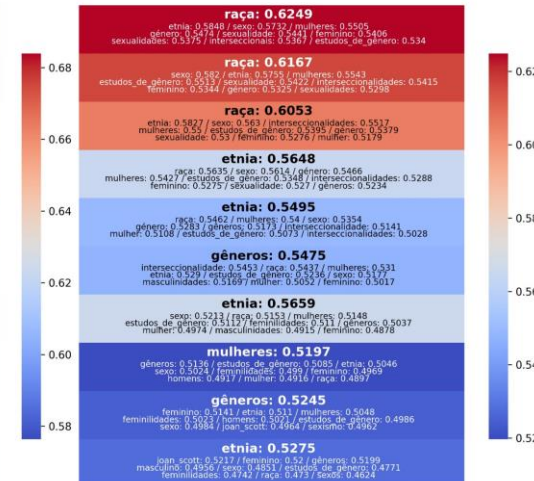 raça: 0.6249
etnia: 0.5848 / sexo: 0.5732 / mulheres: 0.5505
gênero: 0.5474 / sexualidade: 0.5441 / feminino: 0.5406
sexualidades: 0.5375 / interseccionais: 0.5367 / estudos_de_gênero: 0.534
raça: 0.6167
sexo: 0.582 / etnia: 0.5755 / mulheres: 0.5543
estudos_de_gênero: 0.5513 / sexualidade: 0.5422 / interseccionalidades: 0.5415
feminino: 0.5344 / gênero: 0.5325 / sexualidades: 0.5298
raça: 0.6053
etnia: 0.5827 / sexo: 0.563 / interseccionalidades: 0.5517
mulheres: 0.55 / estudos_de_gênero: 0.5395 / gênero: 0.5379
sexualidade: 0.53 / feminino: 0.5276 / mulher: 0.5179
etnia: 0.5648
raça: 0.5635 / sexo: 0.5614 / gênero: 0.5466
mulheres: 0.5427 / estudos_de_gênero: 0.5348 / interseccionalidades: 0.5288
feminino: 0.5275 / sexualidade: 0.527 / gêneros: 0.5234
etnia: 0.5495
raça: 0.5462 / mulheres: 0.54 / sexo: 0.5354
gênero: 0.5283 / gêneros: 0.5173 / interseccionalidade: 0.5141
mulher: 0.5108 / estudos_de_gênero: 0.5073 / interseccionalidades: 0.5028
gêneros: 0.5475
interseccionalidade: 0.5453 / raça: 0.5437 / mulheres: 0.531
etnia: 0.529 / estudos_de_gênero: 0.5236 / sexo: 0.5177
masculinidades: 0.5169 / mulher: 0.5052 / feminino: 0.5017
etnia: 0.5659
sexo: 0.5213 / raça: 0.5153 / mulheres: 0.5148
estudos_de_gênero: 0.5112 / feminilidades: 0.511 / gêneros: 0.5037
mulher: 0.4974 / masculinidades: 0.4915 / feminino: 0.4878
mulheres: 0.5197
gêneros: 0.5136 / estudos_de_gênero: 0.5085 / etnia: 0.5046
sexo: 0.5024 / feminilidades: 0.499 / feminino: 0.4969
homens: 0.4917 / mulher: 0.4916 / raça: 0.4897
gêneros: 0.5245
feminino: 0.5141 / etnia: 0.511 / mulheres: 0.5048
feminilidades: 0.5023 / homens: 0.5021 / estudos_de_gênero: 0.4986
sexo: 0.4984 / joan_scott: 0.4964 / sexismo: 0.4962
etnia: 0.5275
joan_scott: 0.5217 / feminino: 0.52 / gêneros: 0.5199
masculino: 0.4956 / sexo: 0.4851 / estudos_de_gênero: 0.4771
feminilidades: 0.4742 / raça: 0.473 / sexos: 0.4624
0.68
0.66
0.64
0.62
0.60
0.58